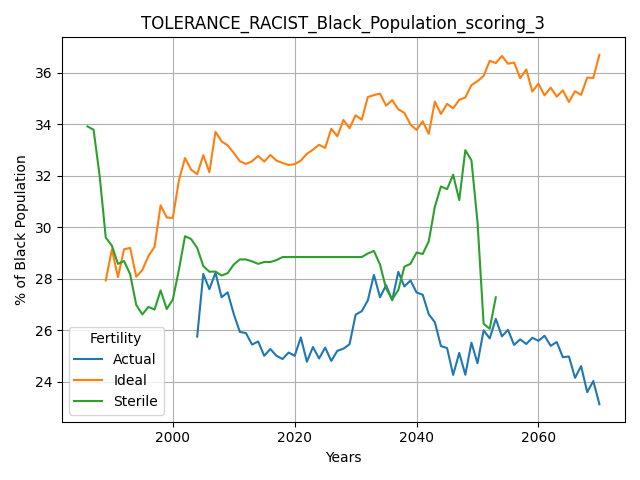 TOLERANCE_RACIST_Black_Population_scoring_3
% of Black Population
36
34
32
30
28
26
24
Fertility
Actual
Ideal
Sterile
2000
2020
2040
2060
Years